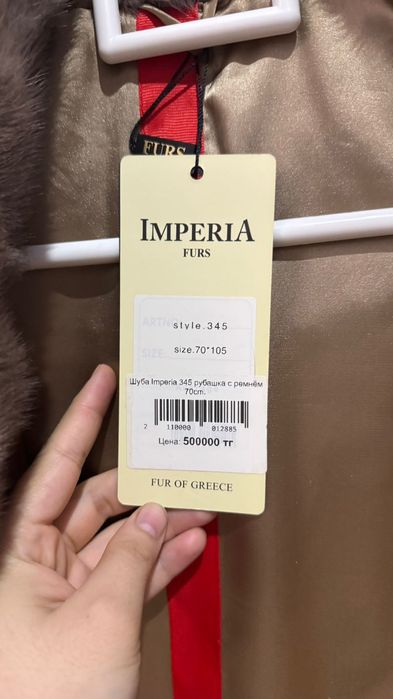 FURS
IMPERIA
FURS
ARTNO
style.345
SIZE
size.70*105
Шуба Imperia 345 рубашка с ремнём
70cm.
2 110000 012885
Цена: 500000 тг
FUR OF GREECE